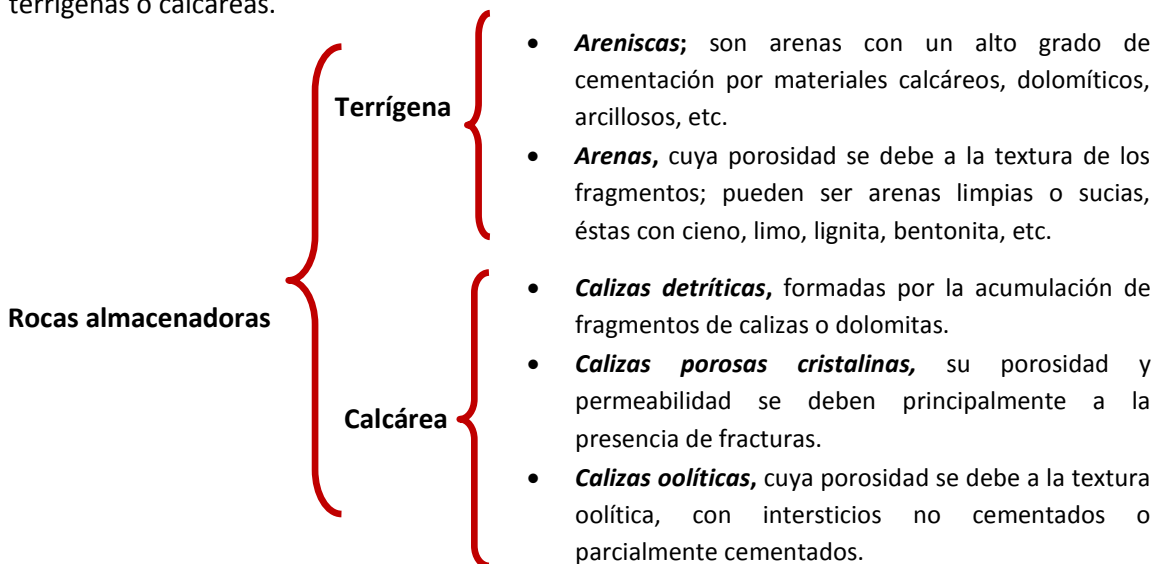 terrígenas o calcáreas.
Rocas almacenadoras
Terrígena
• Areniscas; son arenas con un alto grado de
cementación por materiales calcáreos, dolomíticos,
arcillosos, etc.
• Arenas, cuya porosidad se debe a la textura de los
fragmentos; pueden ser arenas limpias o sucias,
éstas con cieno, limo, lignita, bentonita, etc.
Calcárea
• Calizas detríticas, formadas por la acumulación de
fragmentos de calizas o dolomitas.
• Calizas porosas cristalinas, su porosidad y
permeabilidad se deben principalmente a la
presencia de fracturas.
• Calizas oolíticas, cuya porosidad se debe a la textura
oolítica, con intersticios no cementados o
parcialmente cementados.